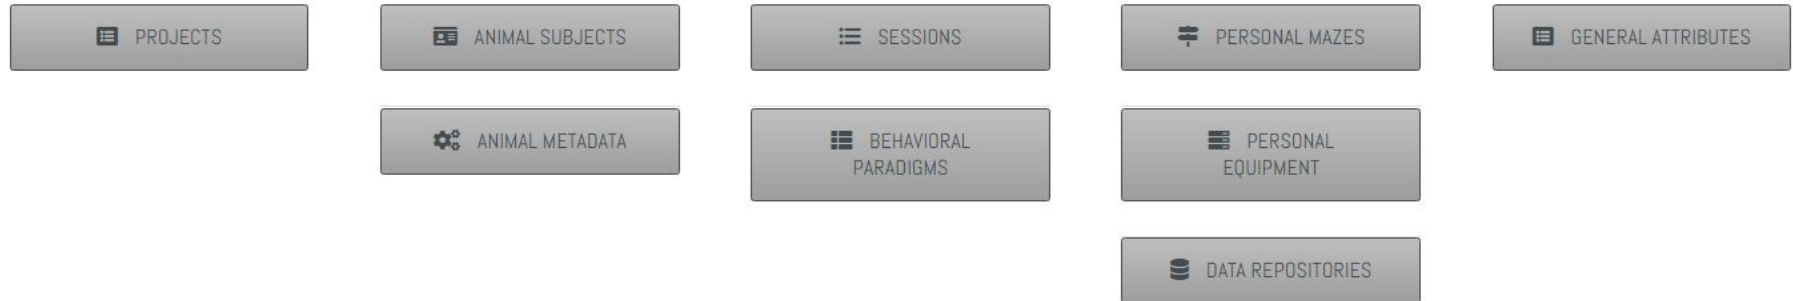 PROJECTS
ANIMAL SUBJECTS
SESSIONS
PERSONAL MAZES
GENERAL ATTRIBUTES
ANIMAL METADATA
BEHAVIORAL
PARADIGMS
PERSONAL
EQUIPMENT
DATA REPOSITORIES